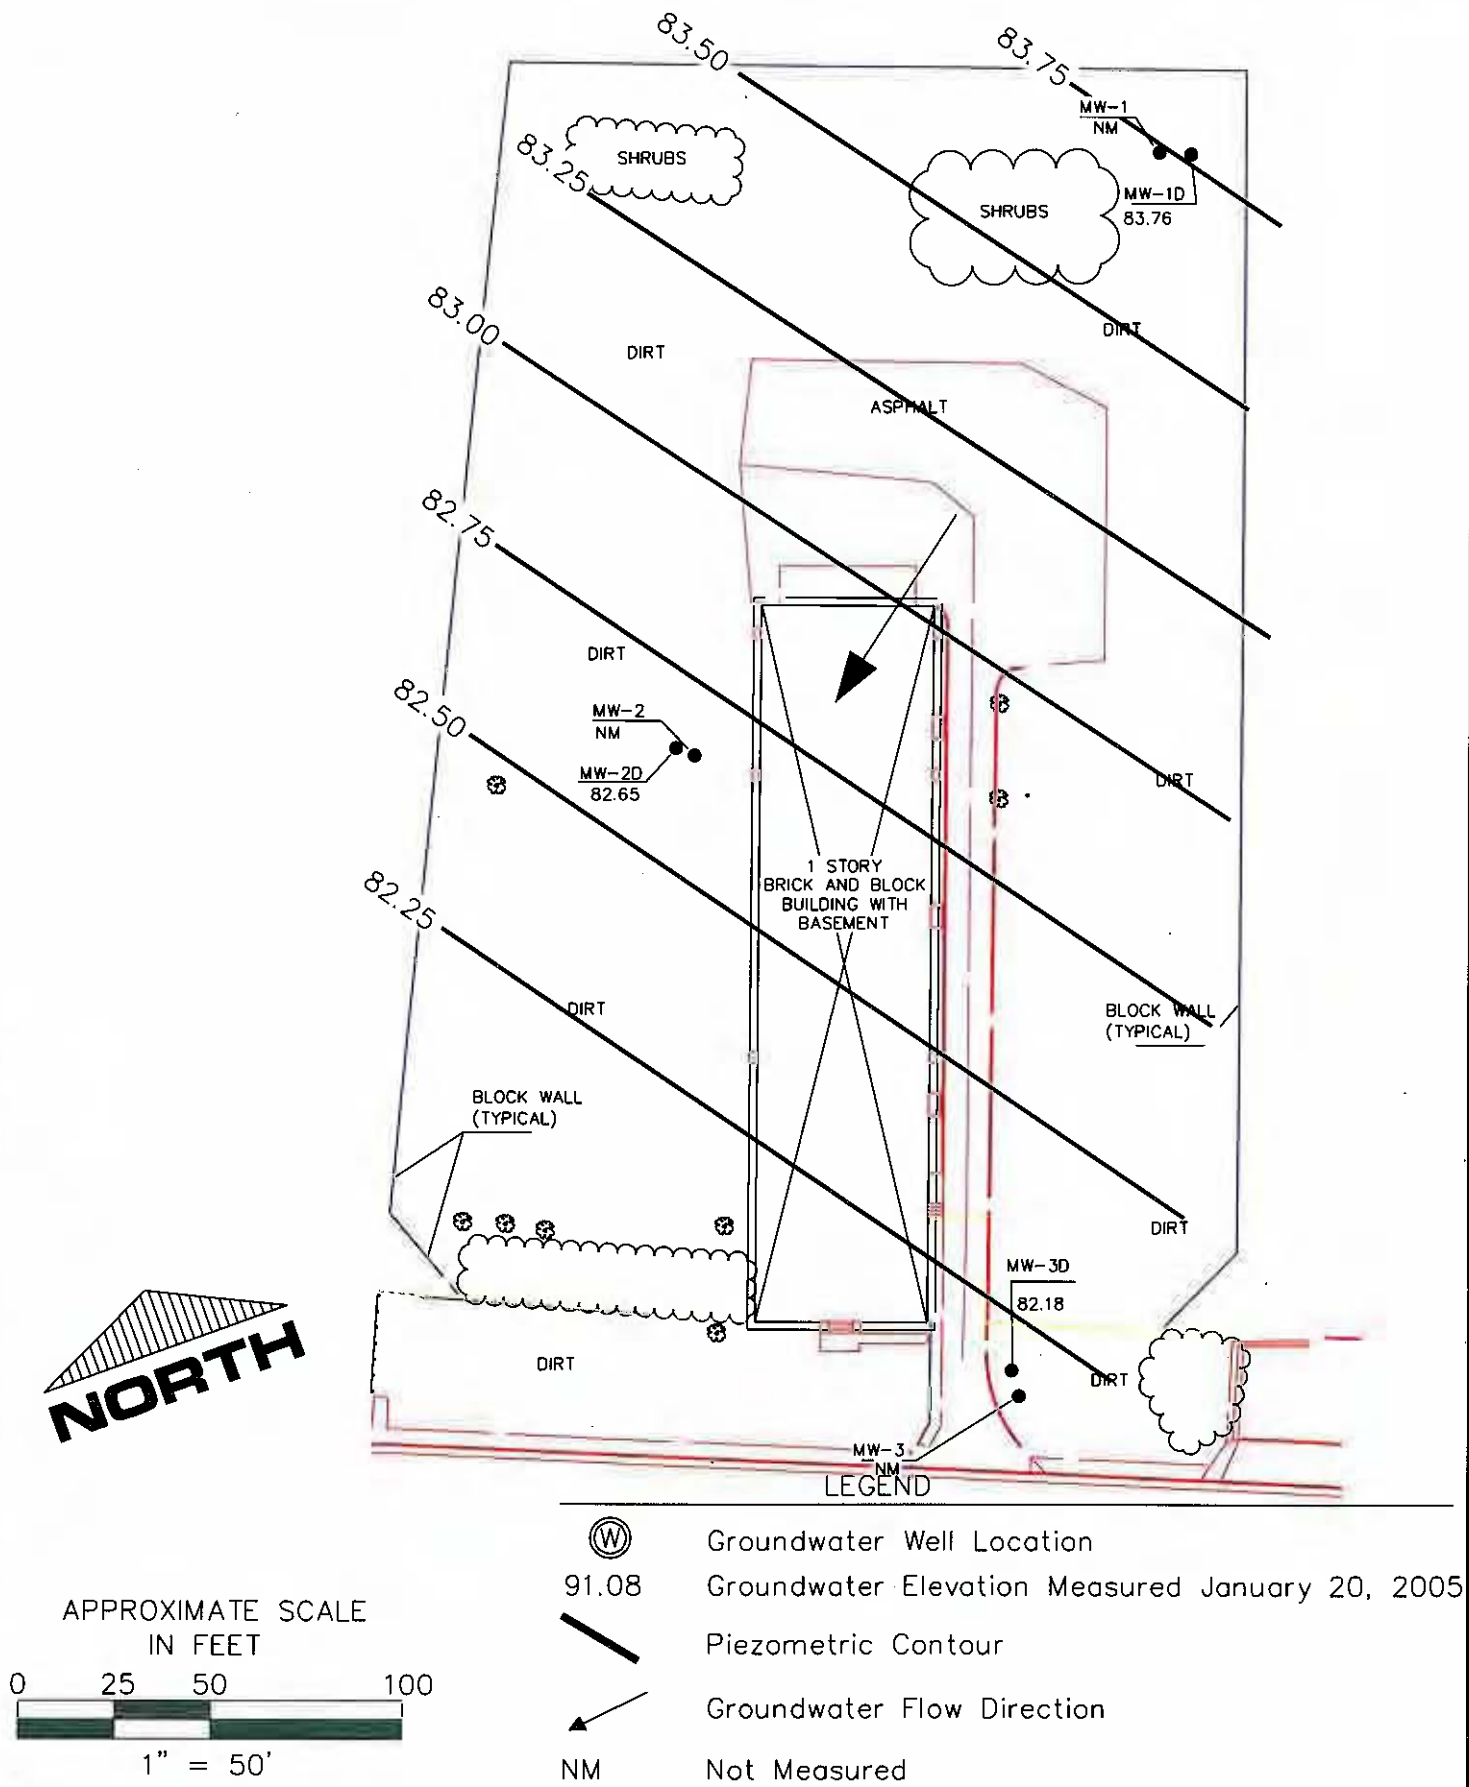 83.50
83.75
MW-1
NM
SHRUBS
83.25
MW-1D
83.76
SHRUBS
83.00
DIRT
DIRT
ASPHALT
82.75
DIRT
82.50
MW-2
NM
MW-2D
82.65
DIRT
1 STORY
BRICK AND BLOCK
BUILDING WITH
BASEMENT
82.25
DIRT
BLOCK WALL
(TYPICAL)
BLOCK WALL
(TYPICAL)
DIRT
MW-3D
82.18
DIRT
DIRT
NORTH
MW-3
NM
LEGEND
W
Groundwater Well Location
91.08
Groundwater Elevation Measured January 20, 2005
Piezometric Contour
Groundwater Flow Direction
NM
Not Measured
APPROXIMATE SCALE
IN FEET
0 25 50 100
1" = 50'